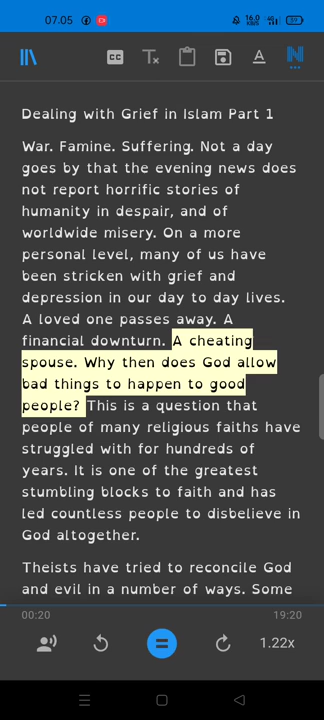 07.05
16.0
KB/S
4G
Dealing with Grief in Islam Part 1
War. Famine. Suffering. Not a day
goes by that the evening news does
not report horrific stories of
humanity in despair, and of
worldwide misery. On a more
personal level, many of us have
been stricken with grief and
depression in our day to day lives.
A loved one passes away. A
financial downturn. A cheating
spouse. Why then does God allow
bad things to happen to good
people? This is a question that
people of many religious faiths have
struggled with for hundreds of
years. It is one of the greatest
stumbling blocks to faith and has
led countless people to disbelieve in
God altogether.
Theists have tried to reconcile God
and evil in a number of ways. Some
00:20 19:20
1.22x